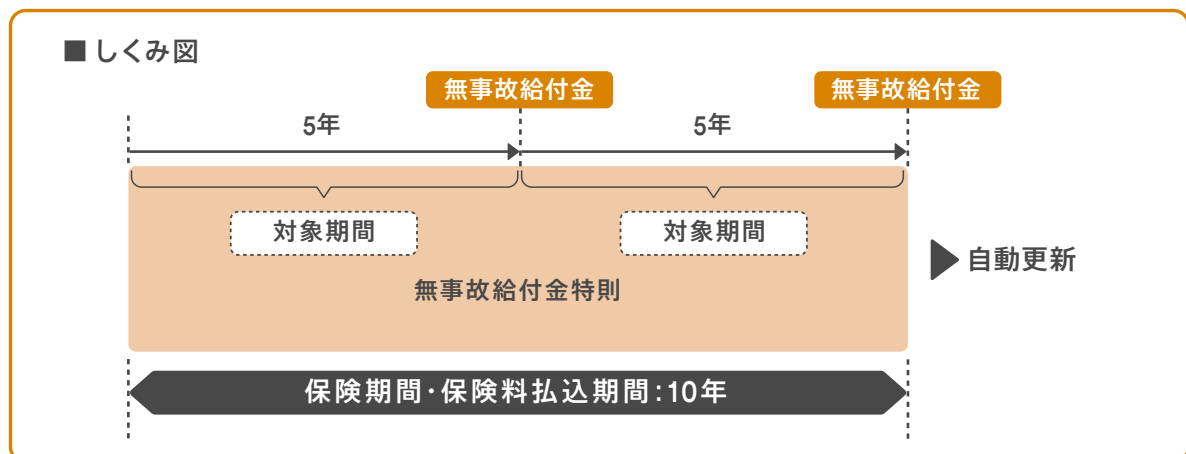 ■しくみ図
無事故給付金
無事故給付金
5年
5年
対象期間
対象期間
無事故給付金特則
自動更新
保険期間・保険料払込期間:10年